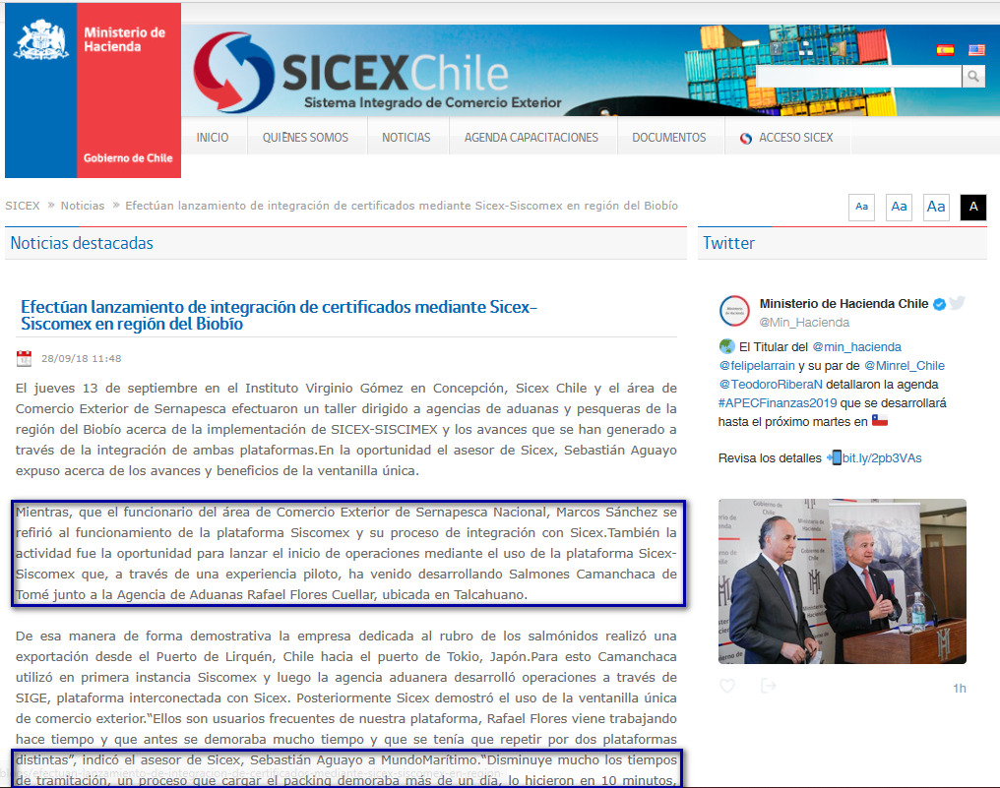 Ministerio de
Hacienda
Gobierno de Chile
SICEXChile
Sistema Integrado de Comercio Exterior
INICIO
QUIÉNES SOMOS
NOTICIAS
AGENDA CAPACITACIONES
DOCUMENTOS
ACCESO SICEX
SICEX » Noticias » Efectúan lanzamiento de integración de certificados mediante Sicex-Siscomex en región del Biobío
Aa Aa Aa A
Noticias destacadas
Efectúan lanzamiento de integración de certificados mediante Sicex-
Siscomex en región del Biobío
28/09/18 11:48
El jueves 13 de septiembre en el Instituto Virginio Gómez en Concepción, Sicex Chile y el área de
Comercio Exterior de Sernapesca efectuaron un taller dirigido a agencias de aduanas y pesqueras de la
región del Biobío acerca de la implementación de SICEX-SISCIMEX y los avances que se han generado a
través de la integración de ambas plataformas.En la oportunidad el asesor de Sicex, Sebastián Aguayo
expuso acerca de los avances y beneficios de la ventanilla única.
Mientras, que el funcionario del área de Comercio Exterior de Sernapesca Nacional, Marcos Sánchez se
refirió al funcionamiento de la plataforma Siscomex y su proceso de integración con Sicex.También la
actividad fue la oportunidad para lanzar el inicio de operaciones mediante el uso de la plataforma Sicex-
Siscomex que, a través de una experiencia piloto, ha venido desarrollando Salmones Camanchaca de
Tomé junto a la Agencia de Aduanas Rafael Flores Cuellar, ubicada en Talcahuano.
De esa manera de forma demostrativa la empresa dedicada al rubro de los salmónidos realizó una
exportación desde el Puerto de Lirquén, Chile hacia el puerto de Tokio, Japón.Para esto Camanchaca
utilizó en primera instancia Siscomex y luego la agencia aduanera desarrolló operaciones a través de
SIGE, plataforma interconectada con Sicex. Posteriormente Sicex demostró el uso de la ventanilla única
de comercio exterior.“Ellos son usuarios frecuentes de nuestra plataforma, Rafael Flores viene trabajando
hace tiempo y que antes se demoraba mucho tiempo y que se tenía que repetir por dos plataformas
distintas”, indicó el asesor de Sicex, Sebastián Aguayo a MundoMarítimo.“Disminuye mucho los tiempos
de tramitación, un proceso que cargar el packing demoraba más de un día, lo hicieron en 10 minutos,
Twitter
Ministerio de Hacienda Chile
@Min_Hacienda
El Titular del @min_hacienda
@felipelarrain y su par de @Minrel_Chile
@TeodoroRiberaN detallaron la agenda
#APECFinanzas2019 que se desarrollará
hasta el próximo martes en
Revisa los detalles bit.ly/2pb3VAs
1h